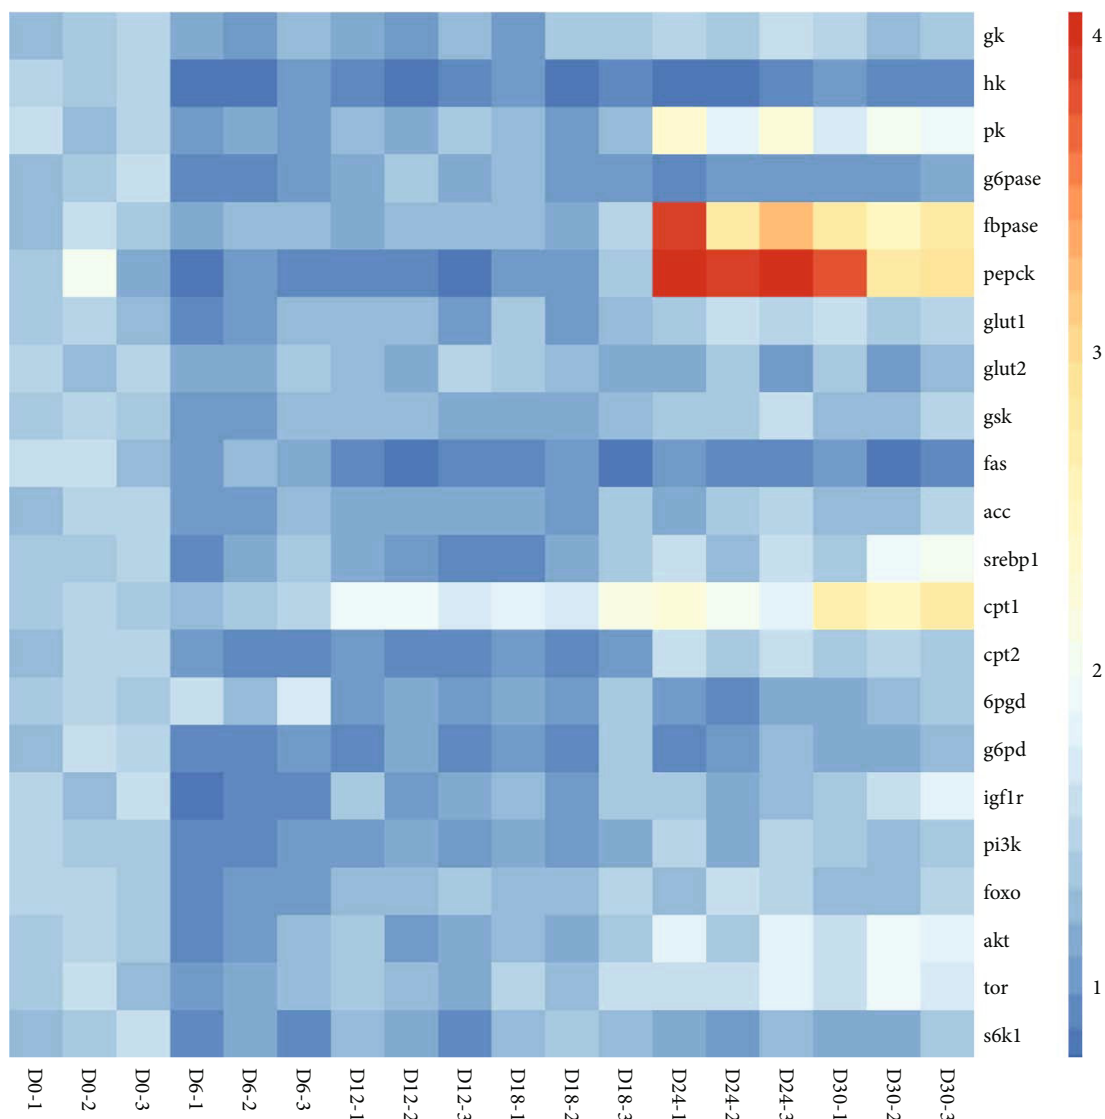 gk
hk
pk
g6pase
fbpase
pepck
glut1
glut2
gsk
fas
acc
srebp1
cpt1
cpt2
6pgd
g6pd
igf1r
pi3k
foxo
akt
tor
s6k1
4
3
2
1
D0-1
D0-2
D0-3
D6-1
D6-2
D6-3
D12-1
D12-2
D12-3
D18-1
D18-2
D18-3
D24-1
D24-2
D24-3
D30-1
D30-2
D30-3